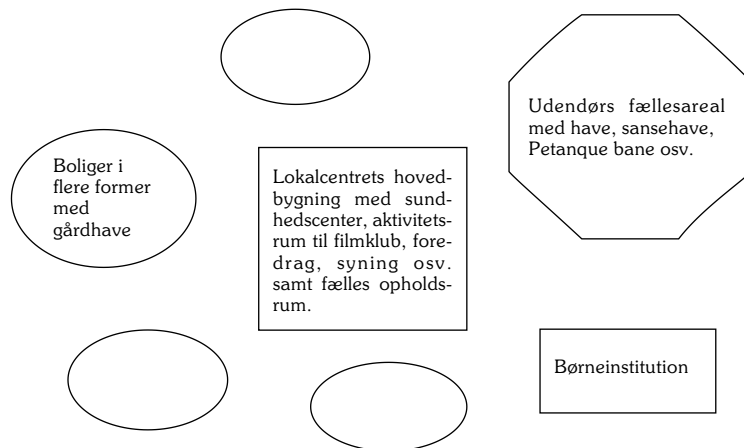 Udendørs fællesareal
med have, sansehave,
Petanque bane osv.
Boliger i
flere former
med
gårdhave
Lokalcentrets hoved-
bygning med sund-
hedscenter, aktivitets-
rum til filmklub, fore-
drag, syning osv.
samt fælles opholds-
rum.
Børneinstitution